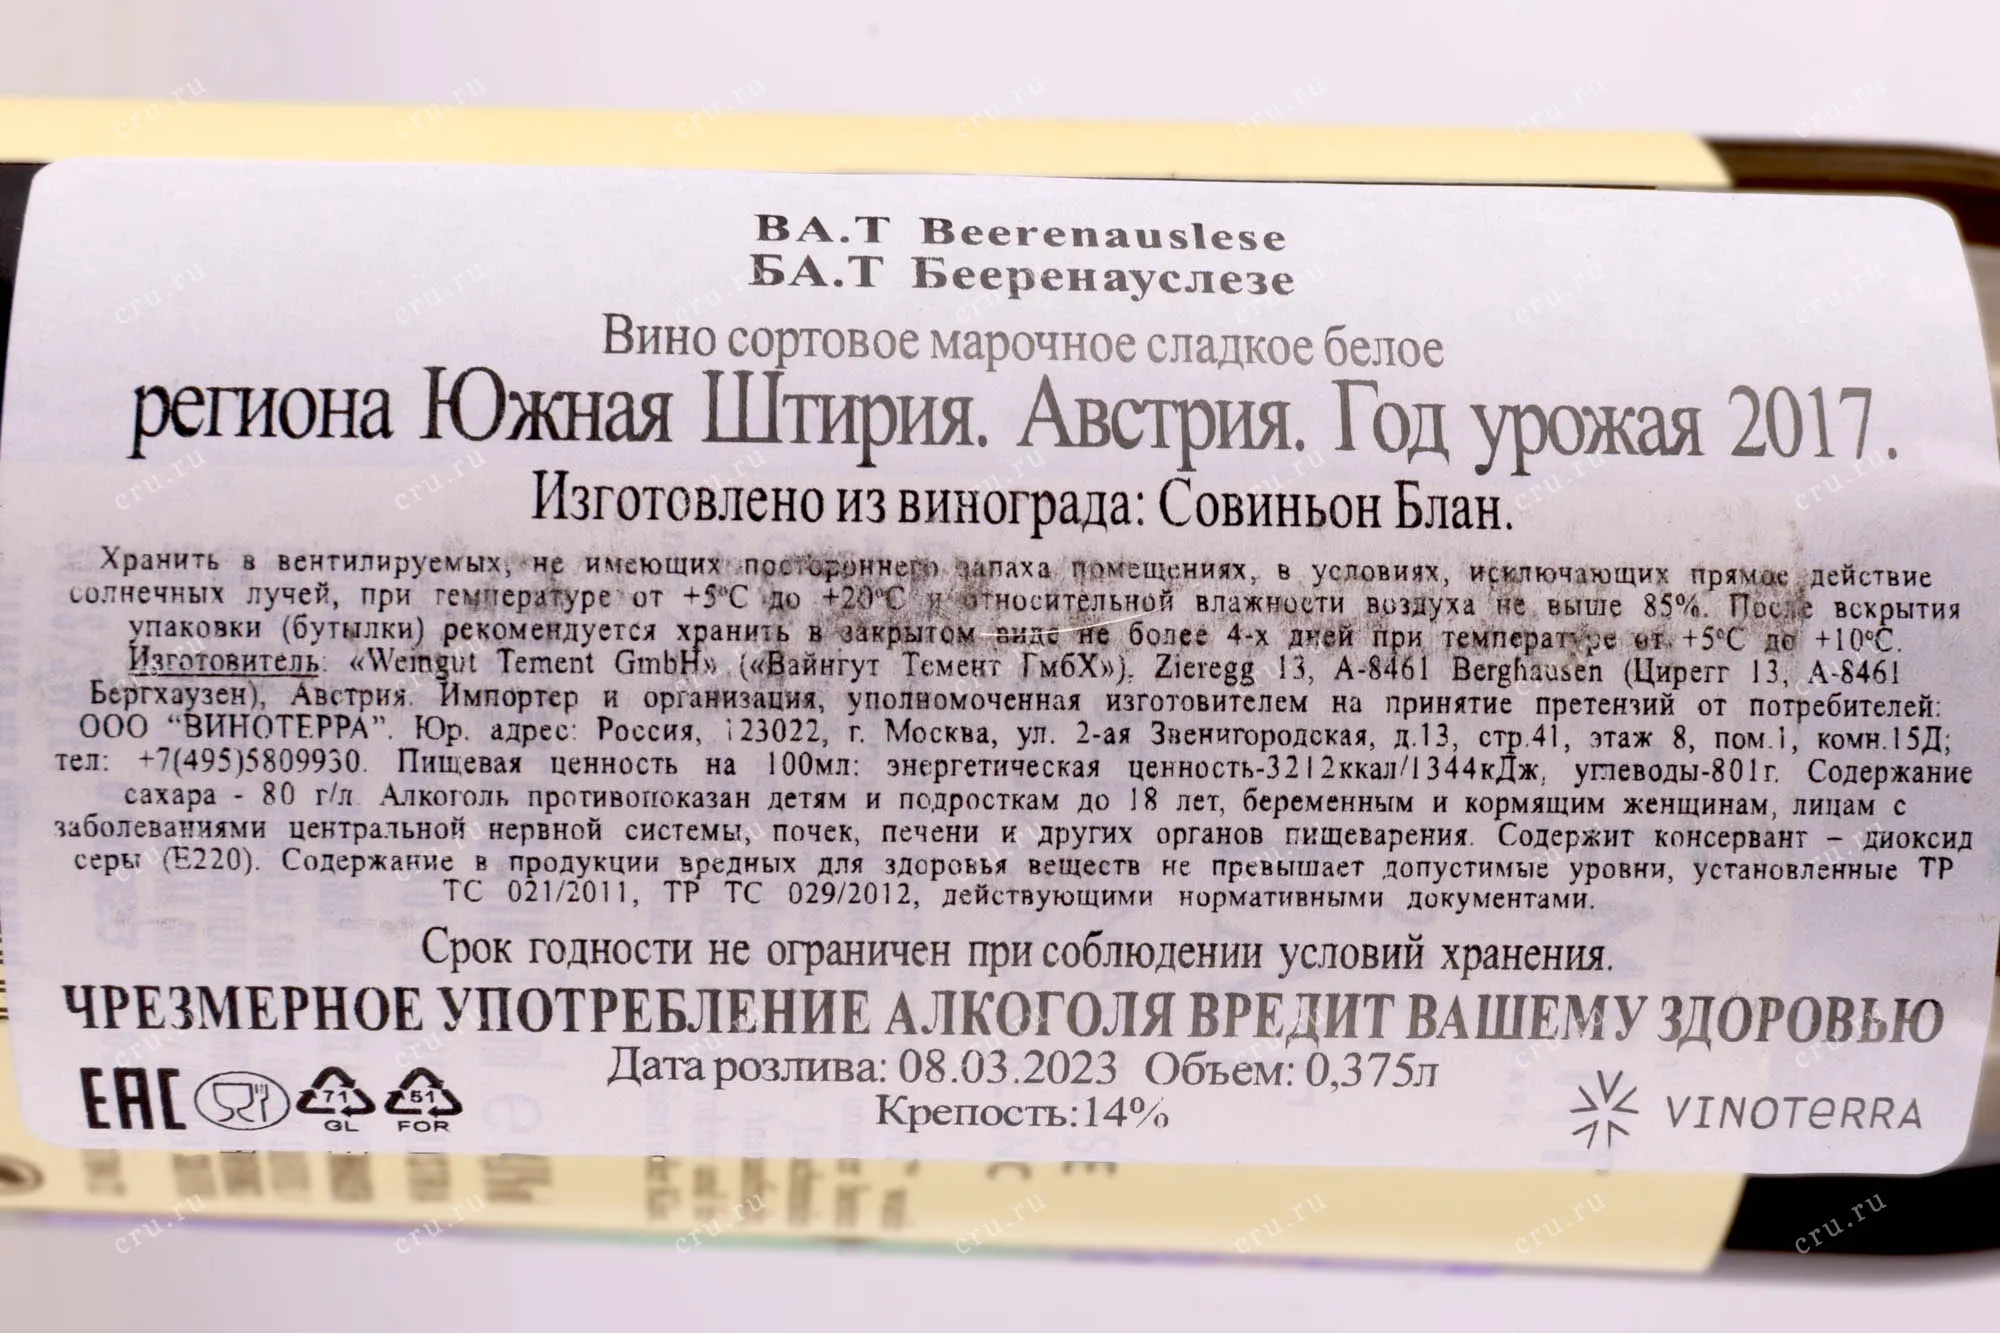 BA.T Beerenauslese
БА.Т Бееренауслезе
Вино сортовое марочное сладкое белое
региона Южная Штирия. Австрия. Год урожая 2017.
Изготовлено из винограда: Совиньон Блан.
Хранить в вентилируемых, не имеющих постороннего запаха помещениях, в условиях, исключающих прямое действие
солнечных лучей, при температуре от +5°С до +20°С и относительной влажности воздуха не выше 85%. После вскрытия
упаковки (бутылки) рекомендуется хранить в закрытом виде не более 4-х дней при температуре от +5°С до +10°С.
Изготовитель: «Weingut Tement GmbH» («Вайнгут Темент ГмбХ»), Zieregg 13, A-8461 Berghausen (Цирегг 13, А-8461
Бергхаузен), Австрия. Импортер и организация, уполномоченная изготовителем на принятие претензий от потребителей:
ООО “ВИНОТЕРРА”. Юр. адрес: Россия, 123022, г. Москва, ул. 2-ая Звенигородская, д.13, стр.41, этаж 8, пом.1, комн.15Д;
тел: +7(495)5809930. Пищевая ценность на 100мл: энергетическая ценность-3212ккал/1344кДж, углеводы-801г. Содержание
сахара - 80 г/л Алкоголь противопоказан детям и подросткам до 18 лет, беременным и кормящим женщинам, лицам с
заболеваниями центральной нервной системы, почек, печени и других органов пищеварения. Содержит консервант – диоксид
серы (Е220). Содержание в продукции вредных для здоровья веществ не превышает допустимые уровни, установленные ТР
ТС 021/2011, ТР ТС 029/2012, действующими нормативными документами.
Срок годности не ограничен при соблюдении условий хранения.
ЧРЕЗМЕРНОЕ УПОТРЕБЛЕНИЕ АЛКОГОЛЯ ВРЕДИТ ВАШЕМУ ЗДОРОВЬЮ
Дата розлива: 08.03.2023 Объем: 0,375л
Крепость:14%
EAC
71
GL
51
FOR
VINOTeRRA
cru.ru